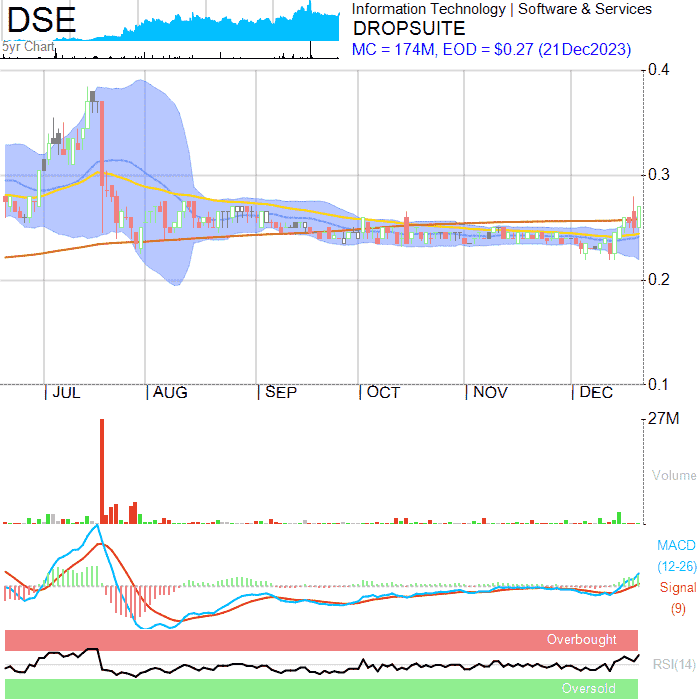 DSE
5yr Chart
Information Technology | Software & Services
DROPSUITE
MC = 174M, EOD = $0.27 (21Dec2023)
0.4
0.3
0.2
0.1
JUL AUG SEP OCT NOV DEC
27M
Volume
MACD
(12-26)
Signal
(9)
Overbought
RSI(14)
Oversold